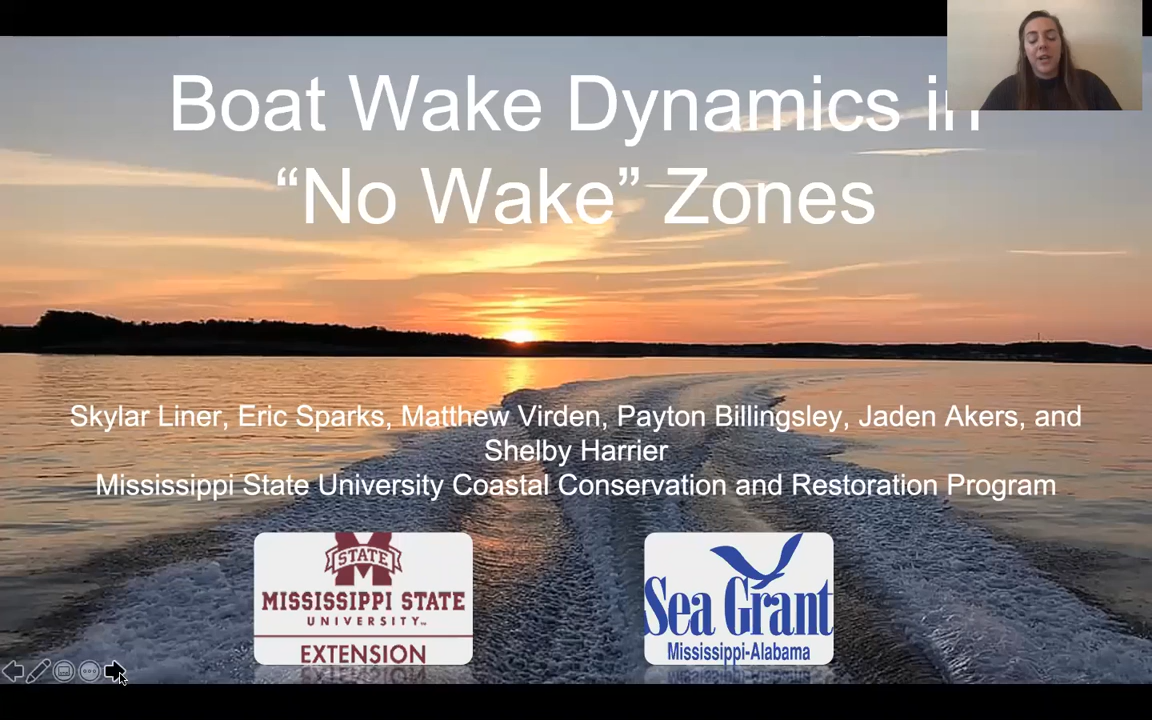 Boat Wake Dynamics in
“No Wake” Zones
Skylar Liner, Eric Sparks, Matthew Virden, Payton Billingsley, Jaden Akers, and
Shelby Harrier
Mississippi State University Coastal Conservation and Restoration Program
STATE
MISSISSIPPI STATE
UNIVERSITY™
EXTENSION
Sea Grant
Mississippi-Alabama